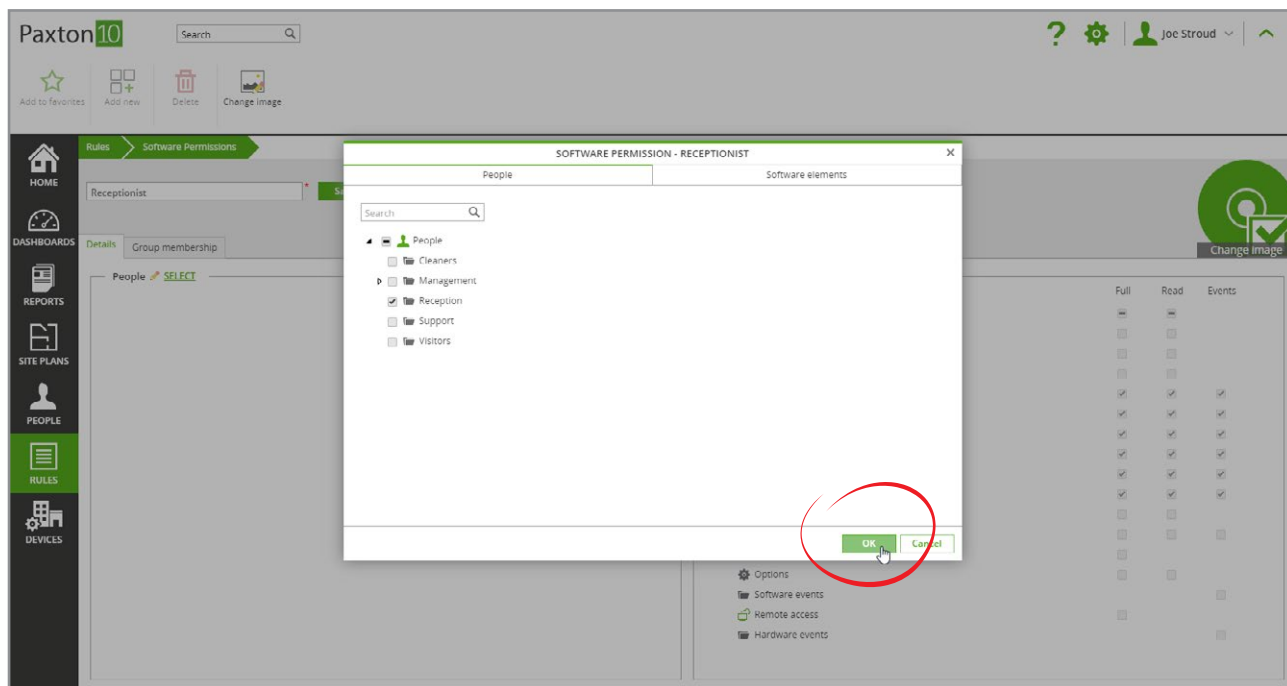 Paxton10
Search
Joe Stroud
Add to favorites
Add new
Delete
Change image
Rules
Software Permissions
HOME
DASHBOARDS
REPORTS
SITE PLANS
PEOPLE
RULES
DEVICES
Receptionist
*
Sa
Change image
Details
Group membership
People SELECT
SOFTWARE PERMISSION - RECEPTIONIST
People
Software elements
Search
People
Cleaners
Management
Reception
Support
Visitors
OK
Cancel
Full
Read
Events
Options
Software events
Remote access
Hardware events